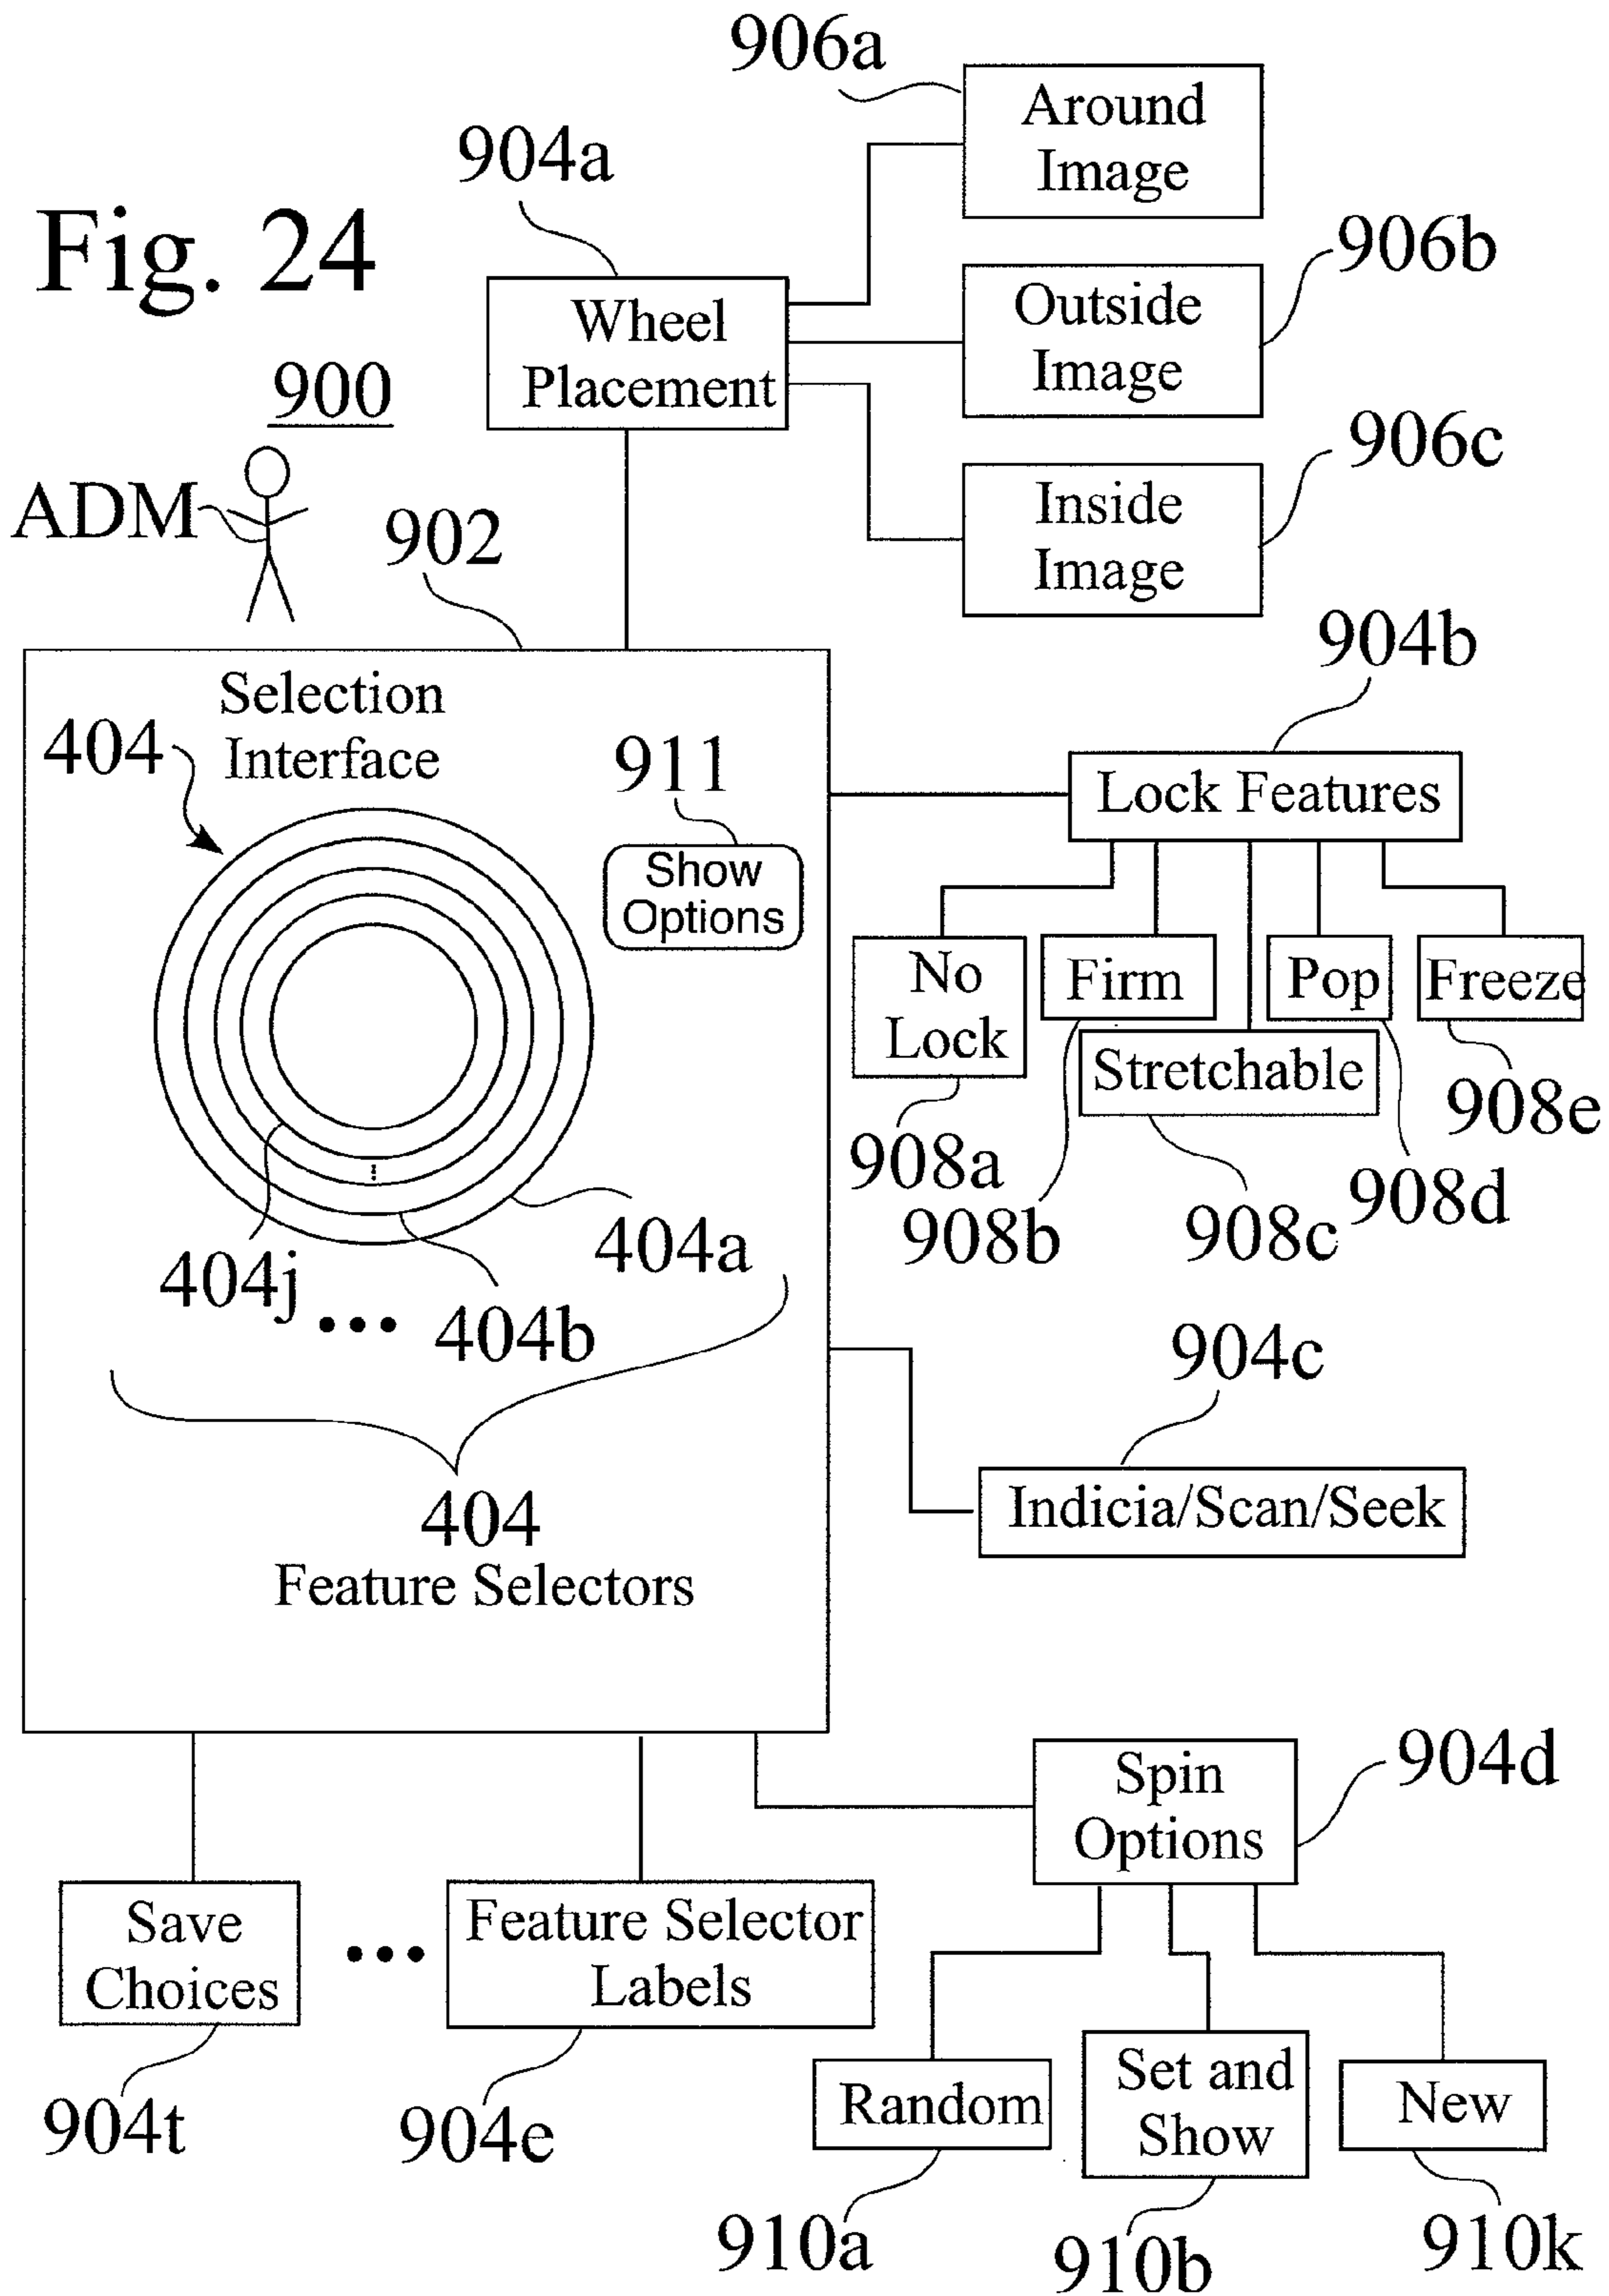 906a
Around
Image
904a
Fig. 24
906b
Outside
Image
Wheel
Placement
900
906c
Inside
Image
ADM
902
904b
Selection
Interface
404
911
Lock Features
Show
Options
No
Lock
Firm
Pop
Freeze
Stretchable
908e
908a
908d
908b
908c
404a
404j
...
404b
904c
Indicia/Scan/Seek
404
Feature Selectors
904d
Spin
Options
Save
Choices
...
Feature Selector
Labels
Random
Set and
Show
New
904t
904e
910a
910b
910k